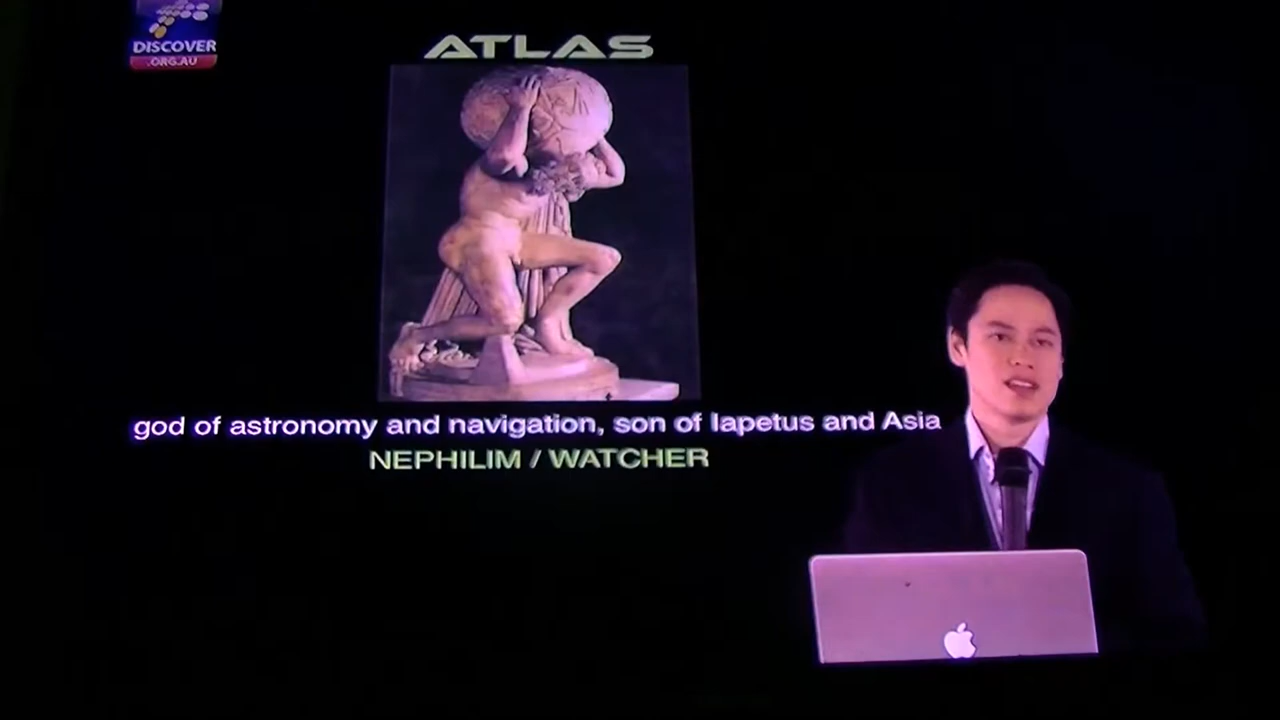 DISCOVER
.ORG.AU
ATLAS
god of astronomy and navigation, son of Iapetus and Asia
NEPHILIM / WATCHER